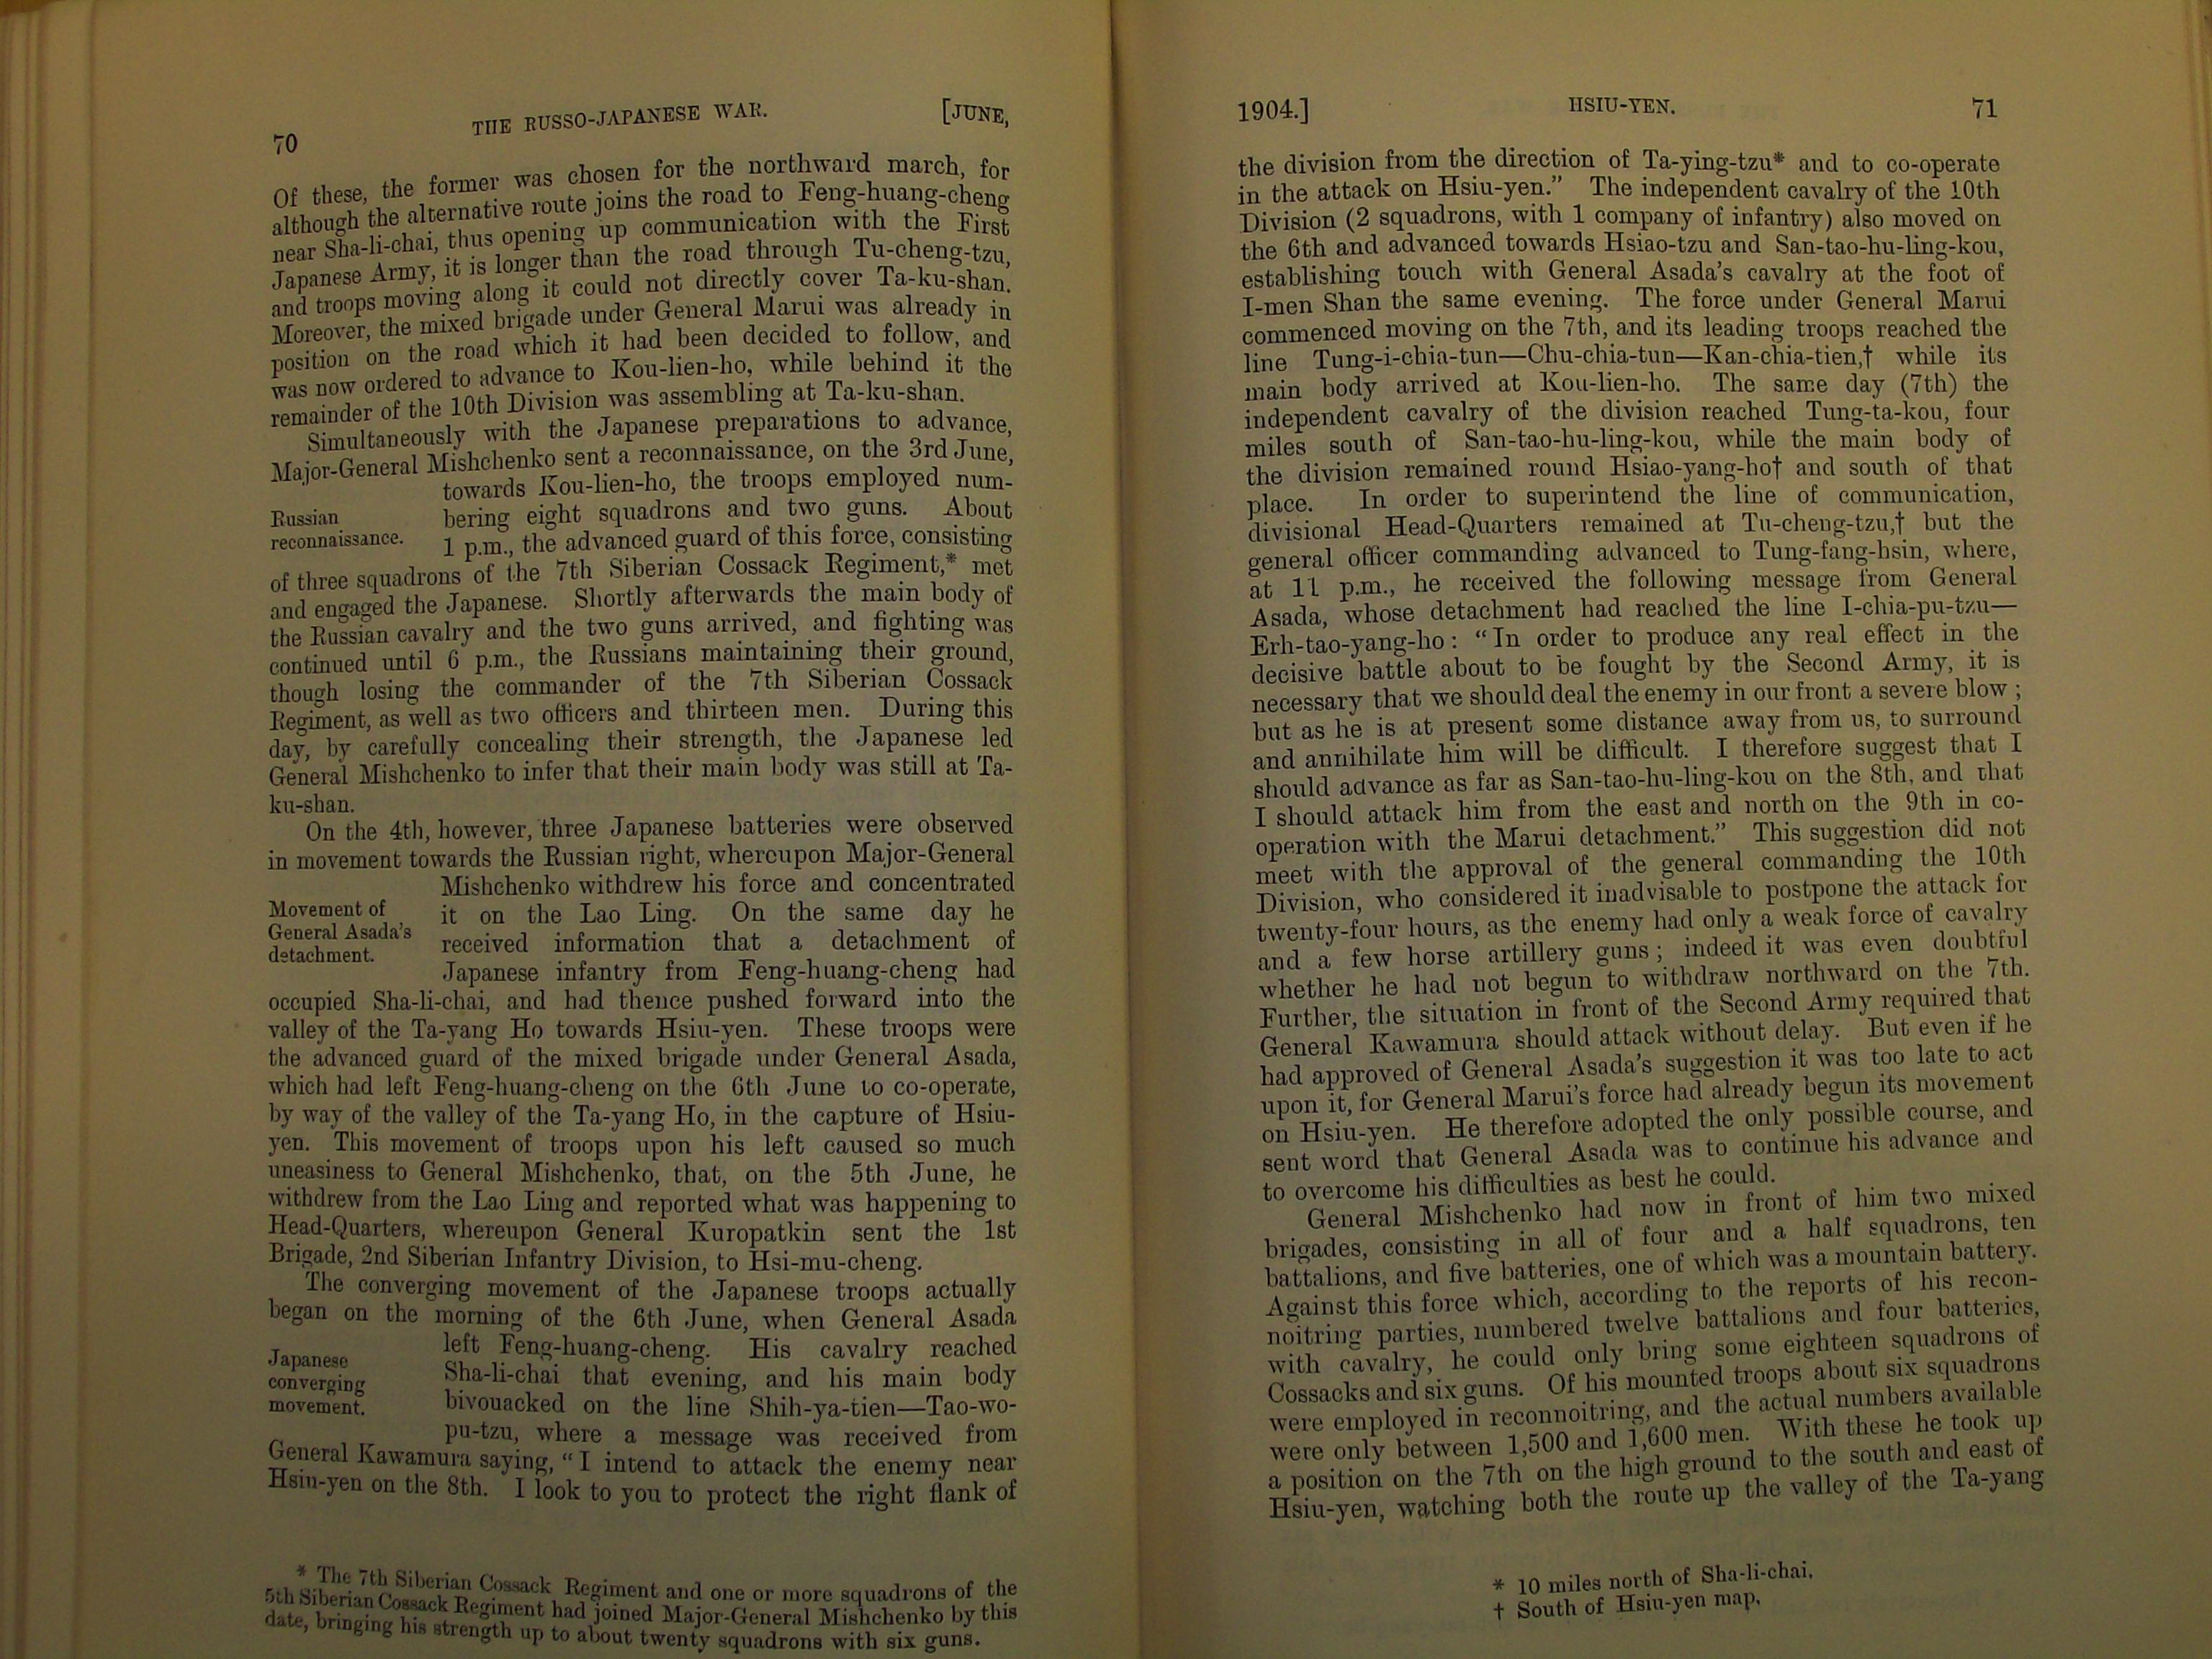 70
THE RUSSO-JAPANESE WAR.
[JUNE,
Of these, the former was chosen for the northward march, for
although the alternative route joins the road to Feng-huang-cheng
near Sha-li-chai, thus opening up communication with the First
Japanese Army, it is longer than the road through Tu-cheng-tzu,
and troops moving along it could not directly cover Ta-ku-shan.
Moreover, the mixed brigade under General Marui was already in
position on the road which it had been decided to follow, and
was now ordered to advance to Kou-lien-ho, while behind it the
remainder of the 10th Division was assembling at Ta-ku-shan.
Simultaneously with the Japanese preparations to advance,
Major-General Mishchenko sent a reconnaissance, on the 3rd June,
towards Kou-lien-ho, the troops employed num-
Russian
reconnaissance.
bering eight squadrons and two guns. About
1 p.m., the advanced guard of this force, consisting
of three squadrons of the 7th Siberian Cossack Regiment,* met
and engaged the Japanese. Shortly afterwards the main body of
the Russian cavalry and the two guns arrived, and fighting was
continued until 6 p.m., the Russians maintaining their ground,
though losing the commander of the 7th Siberian Cossack
Regiment, as well as two officers and thirteen men. During this
day, by carefully concealing their strength, the Japanese led
General Mishchenko to infer that their main body was still at Ta-
ku-shan.
On the 4th, however, three Japanese batteries were observed
in movement towards the Russian right, whereupon Major-General
Mishchenko withdrew his force and concentrated
Movement of
General Asada's
detachment.
it on the Lao Ling. On the same day he
received information that a detachment of
Japanese infantry from Feng-huang-cheng had
occupied Sha-li-chai, and had thence pushed forward into the
valley of the Ta-yang Ho towards Hsiu-yen. These troops were
the advanced guard of the mixed brigade under General Asada,
which had left Feng-huang-cheng on the 6th June to co-operate,
by way of the valley of the Ta-yang Ho, in the capture of Hsiu-
yen. This movement of troops upon his left caused so much
uneasiness to General Mishchenko, that, on the 5th June, he
withdrew from the Lao Ling and reported what was happening to
Head-Quarters, whereupon General Kuropatkin sent the 1st
Brigade, 2nd Siberian Infantry Division, to Hsi-mu-cheng.
The converging movement of the Japanese troops actually
began on the morning of the 6th June, when General Asada
left Feng-huang-cheng. His cavalry reached
Japanese
converging
movement.
Sha-li-chai that evening, and his main body
bivouacked on the line Shih-ya-tien—Tao-wo-
pu-tzu, where a message was received from
General Kawamura saying, "I intend to attack the enemy near
Hsiu-yen on the 8th. I look to you to protect the right flank of
* The 7th Siberian Cossack Regiment and one or more squadrons of the
5th Siberian Cossack Regiment had joined Major-General Mishchenko by this
date, bringing his strength up to about twenty squadrons with six guns.
1904.]
HSIU-YEN.
71
the division from the direction of Ta-ying-tzu* and to co-operate
in the attack on Hsiu-yen." The independent cavalry of the 10th
Division (2 squadrons, with 1 company of infantry) also moved on
the 6th and advanced towards Hsiao-tzu and San-tao-hu-ling-kou,
establishing touch with General Asada's cavalry at the foot of
I-men Shan the same evening. The force under General Marui
commenced moving on the 7th, and its leading troops reached the
line Tung-i-chia-tun—Chu-chia-tun—Kan-chia-tien,† while its
main body arrived at Kou-lien-ho. The same day (7th) the
independent cavalry of the division reached Tung-ta-kou, four
miles south of San-tao-hu-ling-kou, while the main body of
the division remained round Hsiao-yang-ho† and south of that
place. In order to superintend the line of communication,
divisional Head-Quarters remained at Tu-cheng-tzu,† but the
general officer commanding advanced to Tung-fang-hsin, where,
at 11 p.m., he received the following message from General
Asada, whose detachment had reached the line I-chia-pu-tzu—
Erh-tao-yang-ho: "In order to produce any real effect in the
decisive battle about to be fought by the Second Army, it is
necessary that we should deal the enemy in our front a severe blow;
but as he is at present some distance away from us, to surround
and annihilate him will be difficult. I therefore suggest that I
should advance as far as San-tao-hu-ling-kou on the 8th, and that
I should attack him from the east and north on the 9th in co-
operation with the Marui detachment." This suggestion did not
meet with the approval of the general commanding the 10th
Division, who considered it inadvisable to postpone the attack for
twenty-four hours, as the enemy had only a weak force of cavalry
and a few horse artillery guns; indeed it was even doubtful
whether he had not begun to withdraw northward on the 7th.
Further, the situation in front of the Second Army required that
General Kawamura should attack without delay. But even if he
had approved of General Asada's suggestion it was too late to act
upon it, for General Marui's force had already begun its movement
on Hsiu-yen. He therefore adopted the only possible course, and
sent word that General Asada was to continue his advance and
to overcome his difficulties as best he could.
General Mishchenko had now in front of him two mixed
brigades, consisting in all of four and a half squadrons, ten
battalions, and five batteries, one of which was a mountain battery.
Against this force which, according to the reports of his recon-
noitring parties, numbered twelve battalions and four batteries,
with cavalry, he could only bring some eighteen squadrons of
Cossacks and six guns. Of his mounted troops about six squadrons
were employed in reconnoitring, and the actual numbers available
were only between 1,500 and 1,600 men. With these he took up
a position on the 7th on the high ground to the south and east of
Hsiu-yen, watching both the route up the valley of the Ta-yang
* 10 miles north of Sha-li-chai.
† South of Hsiu-yen map.